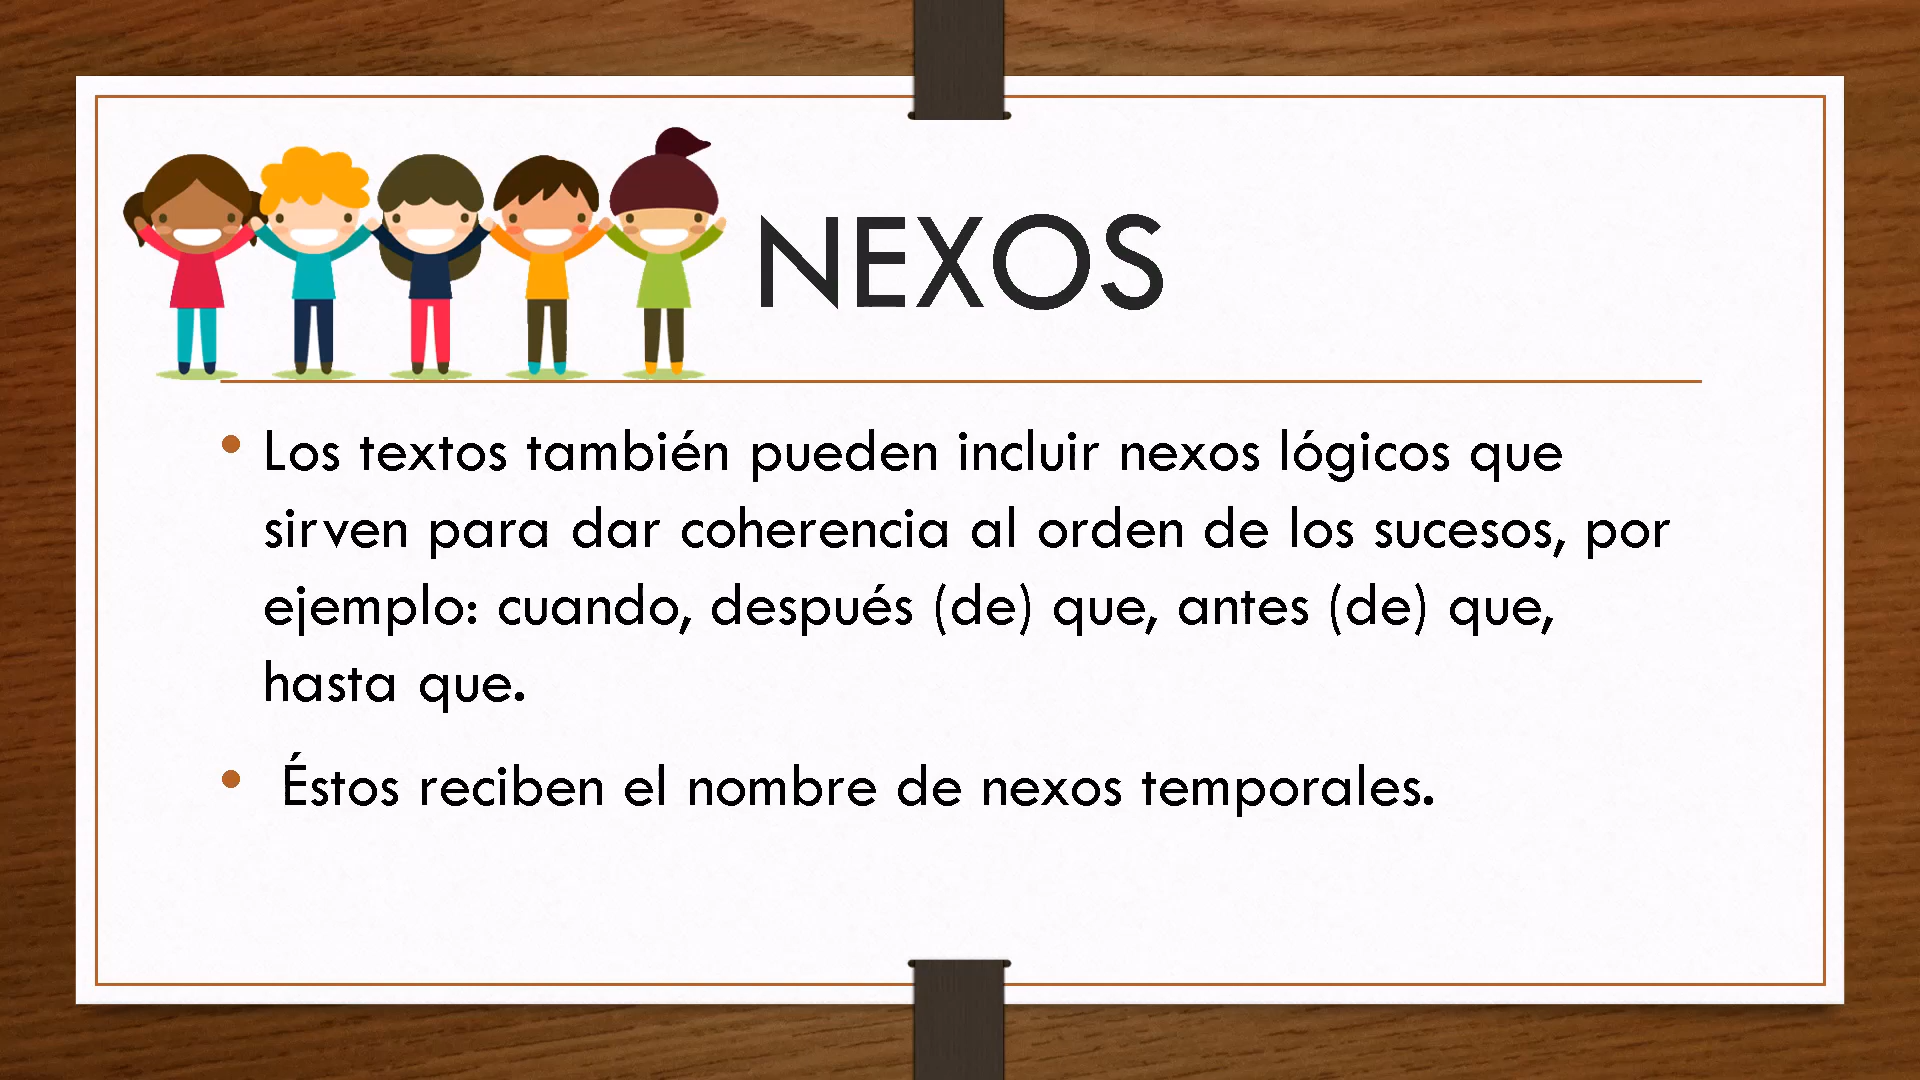 NEXOS
• Los textos también pueden incluir nexos lógicos que
sirven para dar coherencia al orden de los sucesos, por
ejemplo: cuando, después (de) que, antes (de) que,
hasta que.
• Éstos reciben el nombre de nexos temporales.